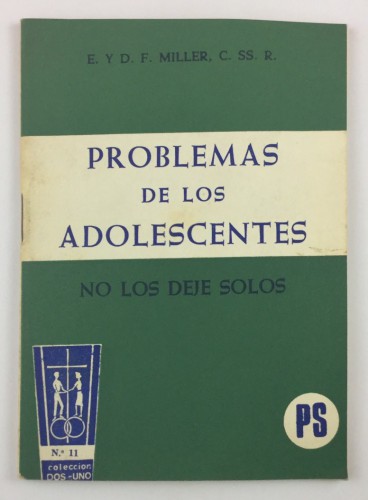 E. Y D. F. MILLER, C. SS. R.
PROBLEMAS
DE LOS
ADOLESCENTES
NO LOS DEJE SOLOS
N.º 11
coleccion
DOS-UNO
PS